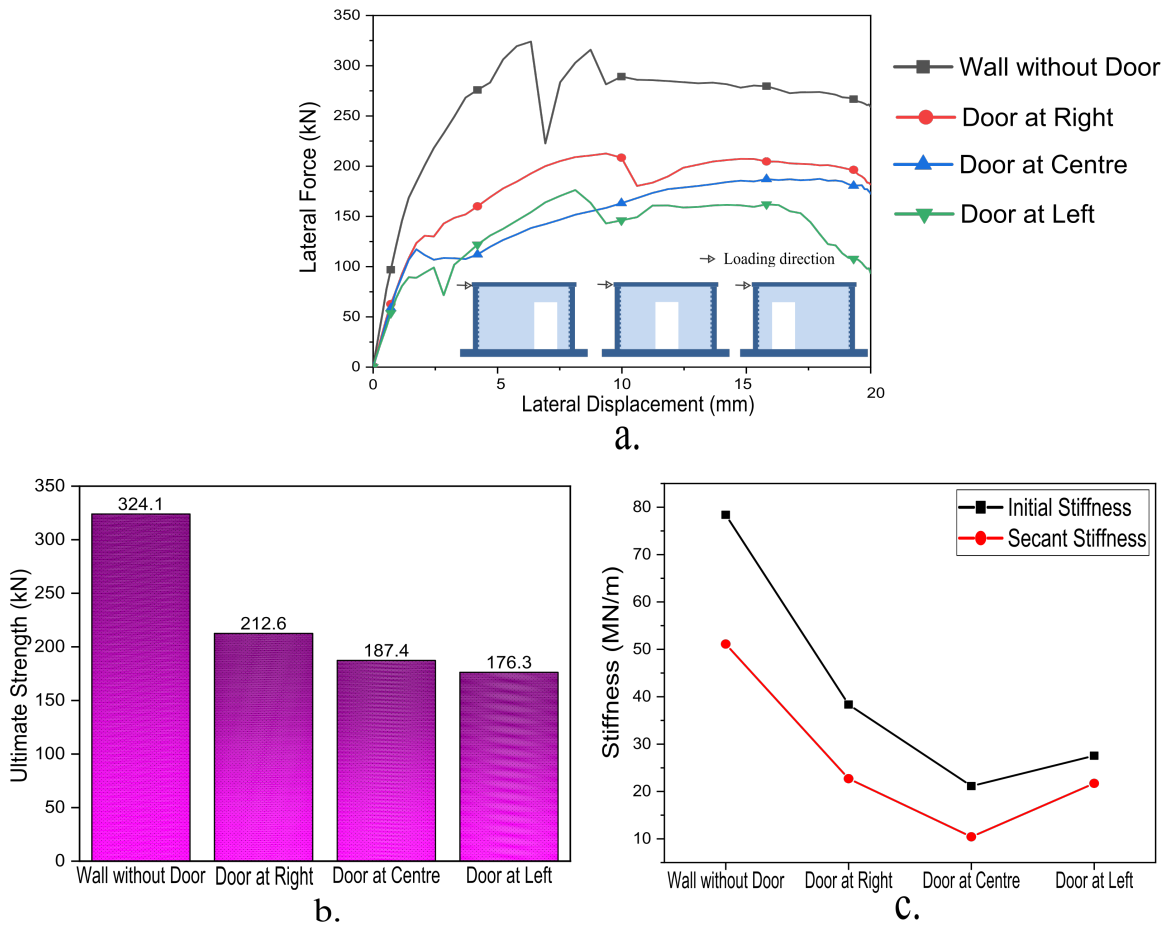 350
300
250
200
150
100
50
0
Lateral Force (kN)
0 5 10 15 20
Lateral Displacement (mm)
Wall without Door
Door at Right
Door at Centre
Door at Left
Loading direction
a.
350
300
250
200
150
100
50
0
Ultimate Strength (kN)
324.1
212.6
187.4
176.3
Wall without Door Door at Right Door at Centre Door at Left
b.
80
70
60
50
40
30
20
10
Stiffness (MN/m)
Initial Stiffness
Secant Stiffness
Wall without Door Door at Right Door at Centre Door at Left
c.